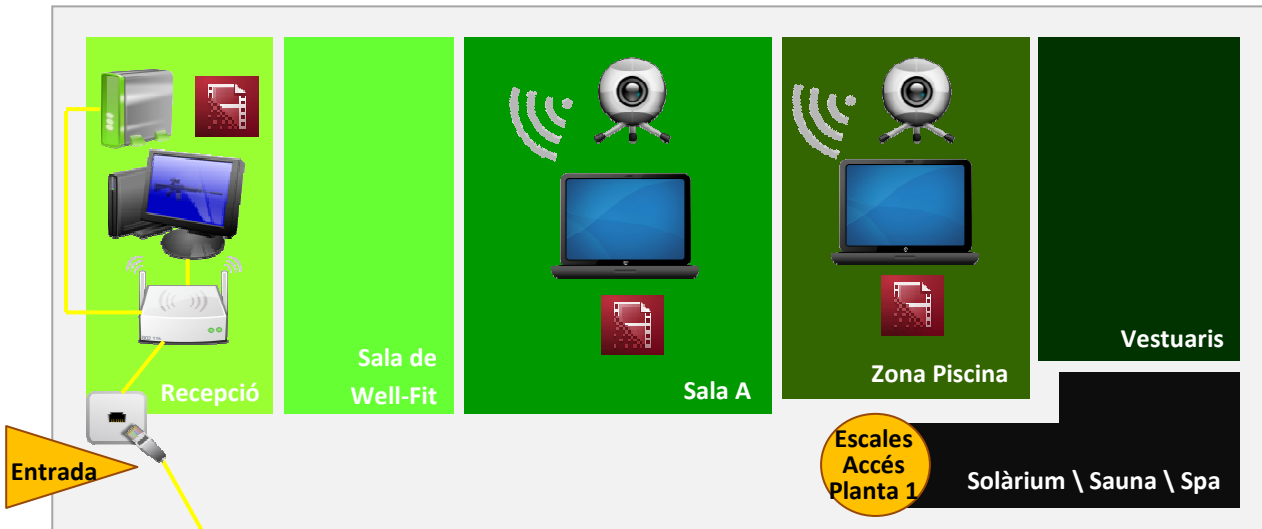 Recepció
Sala de
Well-Fit
Sala A
Zona Piscina
Vestuaris
Entrada
Escales
Accés
Planta 1
Solàrium \ Sauna \ Spa